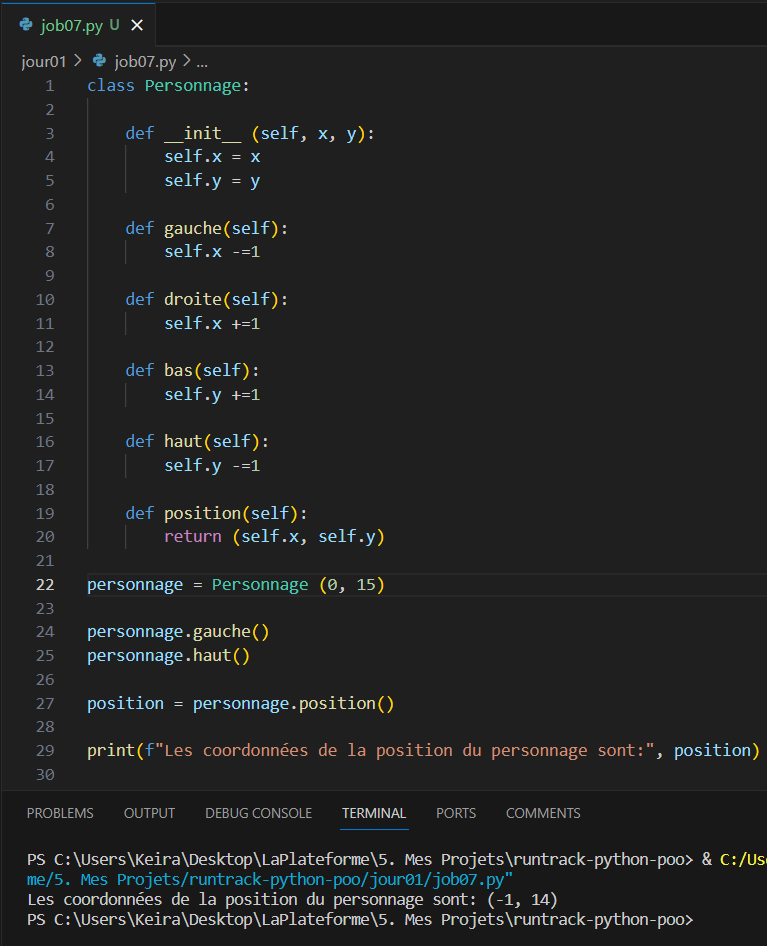 job07.py U
jour01 > job07.py > ...
1 class Personnage:
2
3     def __init__ (self, x, y):
4         self.x = x
5         self.y = y
6
7     def gauche(self):
8         self.x -=1
9
10     def droite(self):
11         self.x +=1
12
13     def bas(self):
14         self.y +=1
15
16     def haut(self):
17         self.y -=1
18
19     def position(self):
20         return (self.x, self.y)
21
22 personnage = Personnage (0, 15)
23
24 personnage.gauche()
25 personnage.haut()
26
27 position = personnage.position()
28
29 print(f"Les coordonnées de la position du personnage sont:", position)
30
PROBLEMS OUTPUT DEBUG CONSOLE TERMINAL PORTS COMMENTS
PS C:\Users\Keira\Desktop\LaPlateforme\5. Mes Projets\runtrack-python-poo> & C:/Use
me/5. Mes Projets/runtrack-python-poo/jour01/job07.py"
Les coordonnées de la position du personnage sont: (-1, 14)
PS C:\Users\Keira\Desktop\LaPlateforme\5. Mes Projets\runtrack-python-poo>